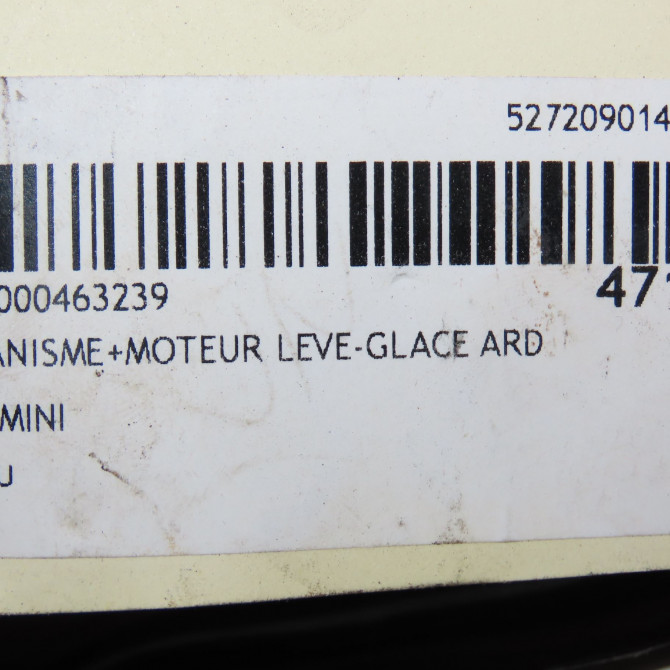 527209014
000463239
471
ANISME+MOTEUR LEVE-GLACE ARD
MINI
U